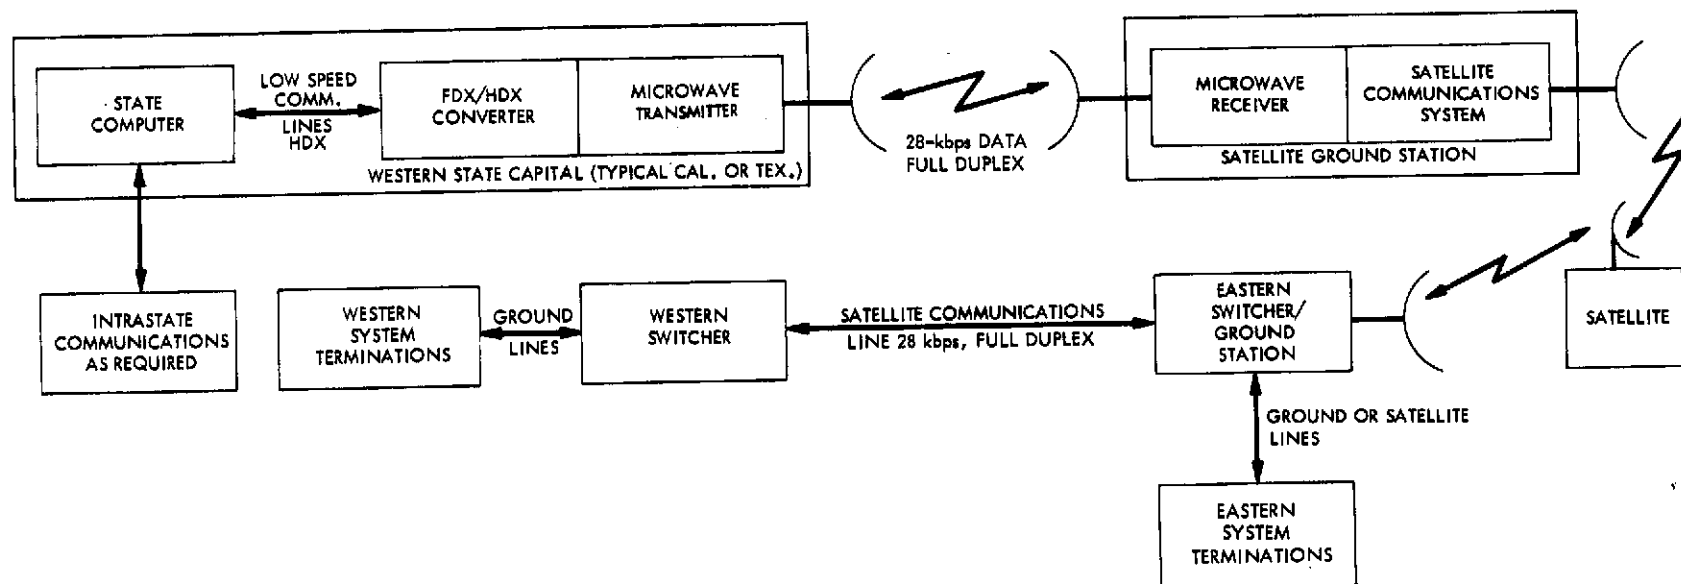 STATE
COMPUTER
LOW SPEED
COMM.
LINES
HDX
FDX/HDX
CONVERTER
MICROWAVE
TRANSMITTER
WESTERN STATE CAPITAL (TYPICAL CAL. OR TEX.)
28-kbps DATA
FULL DUPLEX
MICROWAVE
RECEIVER
SATELLITE
COMMUNICATIONS
SYSTEM
SATELLITE GROUND STATION
INTRASTATE
COMMUNICATIONS
AS REQUIRED
WESTERN
SYSTEM
TERMINATIONS
GROUND
LINES
WESTERN
SWITCHER
SATELLITE COMMUNICATIONS
LINE 28 kbps, FULL DUPLEX
EASTERN
SWITCHER/
GROUND
STATION
SATELLITE
GROUND OR SATELLITE
LINES
EASTERN
SYSTEM
TERMINATIONS